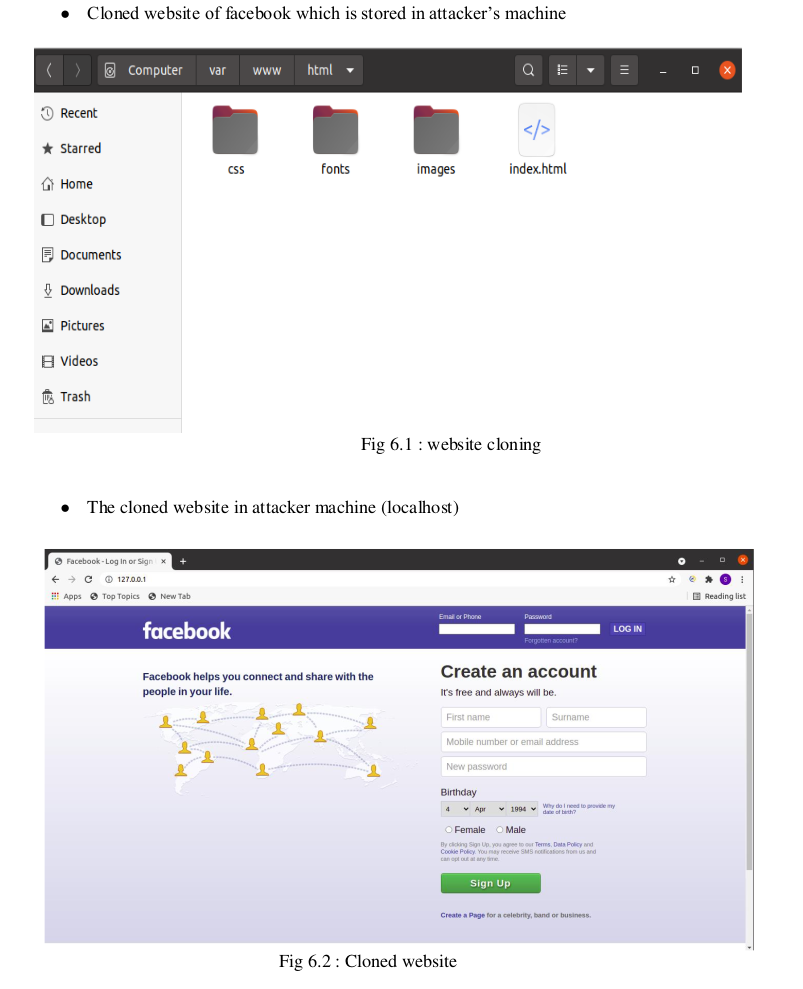 ● Cloned website of facebook which is stored in attacker’s machine
Computer var www html
Recent
Starred
Home
Desktop
Documents
Downloads
Pictures
Videos
Trash
css fonts images index.html
Fig 6.1 : website cloning
● The cloned website in attacker machine (localhost)
Facebook - Log In or Sign
127.0.0.1 S
Apps Top Topics New Tab Reading list
facebook
Email or Phone Password
LOG IN
Forgotten account?
Facebook helps you connect and share with the
people in your life.
Create an account
It's free and always will be.
First name Surname
Mobile number or email address
New password
Birthday
4 Apr 1994 Why do I need to provide my
date of birth?
Female Male
By clicking Sign Up, you agree to our Terms, Data Policy and
Cookie Policy. You may receive SMS notifications from us and
can opt out at any time.
Sign Up
Create a Page for a celebrity, band or business.
Fig 6.2 : Cloned website